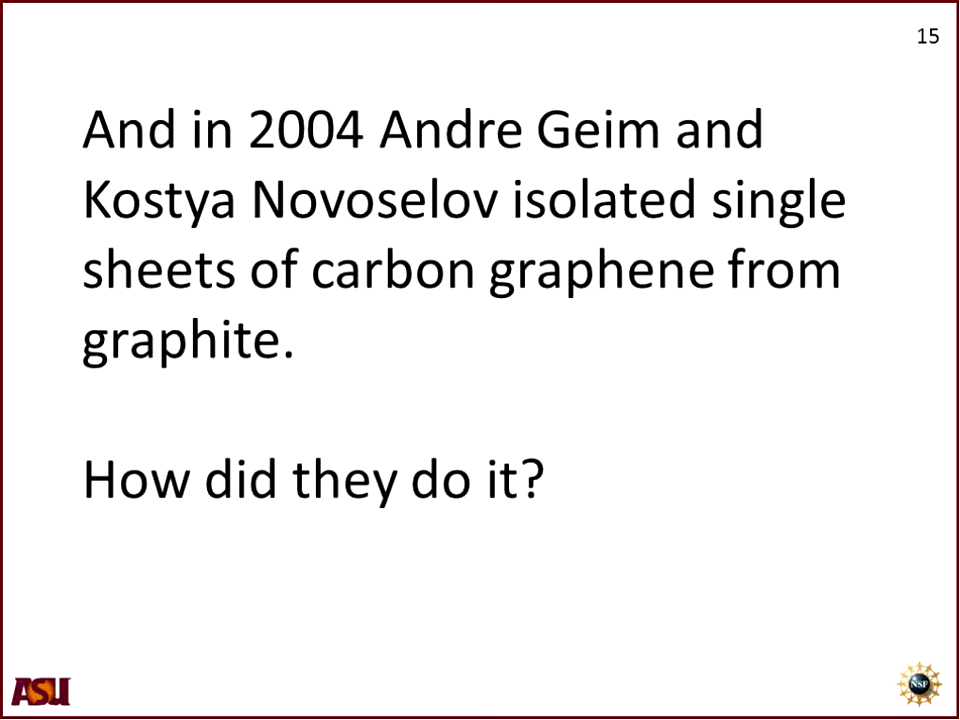 15
And in 2004 Andre Geim and
Kostya Novoselov isolated single
sheets of carbon graphene from
graphite.
How did they do it?
ASU
NSF